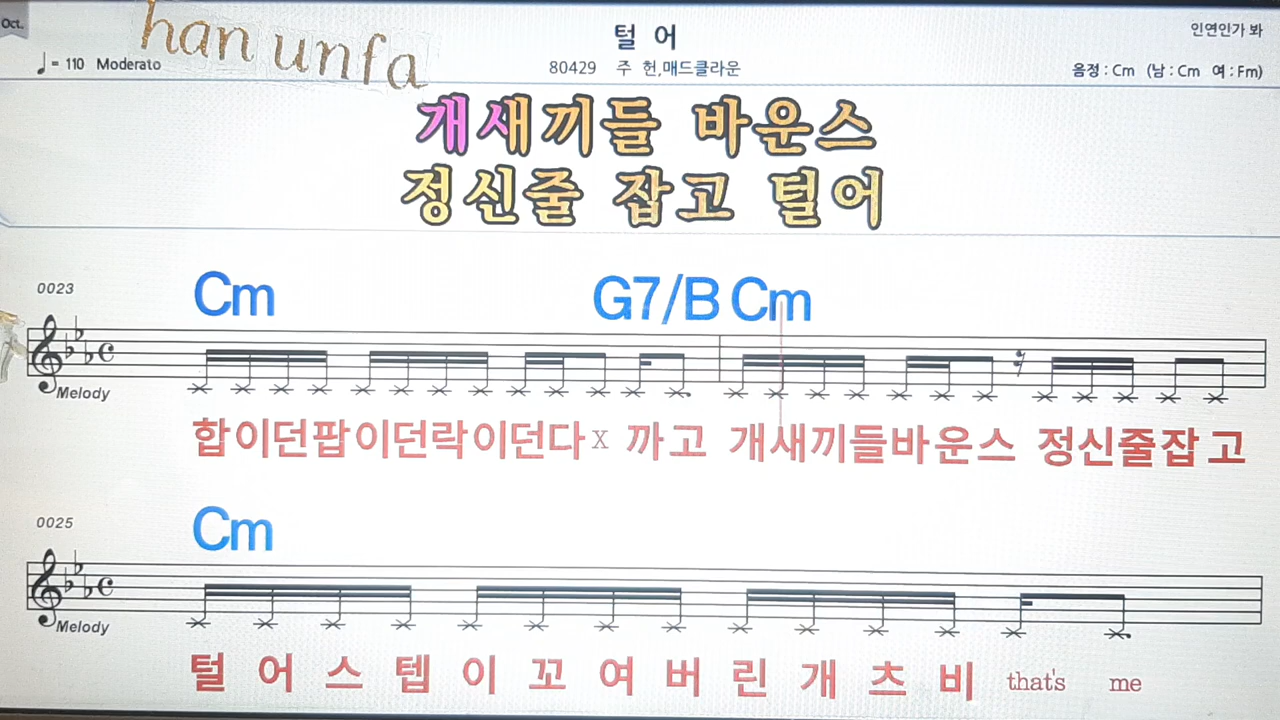 Oct.
han unfa
털 어
인연인가 봐
♩= 110 Moderato
80429 주 헌,매드클라운
음정 : Cm (남 : Cm 여 : Fm)
개새끼들 바운스
정신줄 잡고 털어
0023
Cm G7/B Cm
Melody
합이던팝이던락이던다x 까고 개새끼들바운스 정신줄잡고
0025
Cm
Melody
털 어 스 텝 이 꼬 여 버 린 개 츠 비 that's me